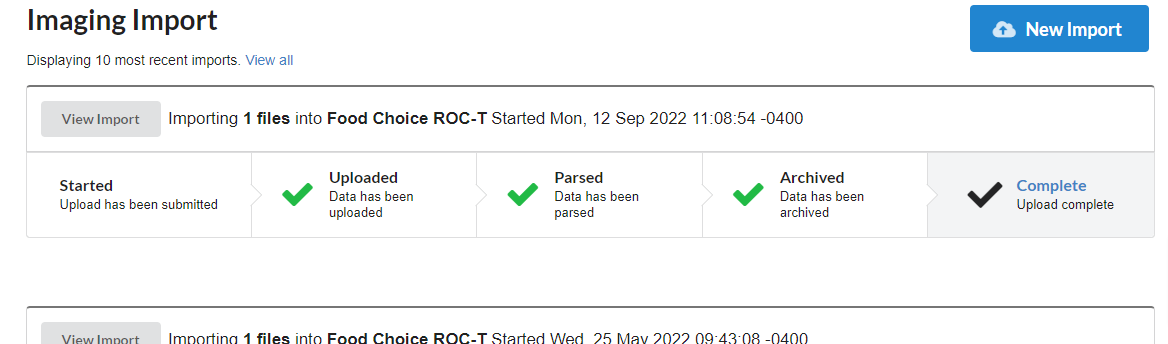 Imaging Import
New Import
Displaying 10 most recent imports. View all
View Import Importing 1 files into Food Choice ROC-T Started Mon, 12 Sep 2022 11:08:54 -0400
Started
Upload has been submitted
Uploaded
Data has been
uploaded
Parsed
Data has been
parsed
Archived
Data has been
archived
Complete
Upload complete
View Import Importing 1 files into Food Choice ROC-T Started Wed, 25 May 2022 09:43:08 -0400